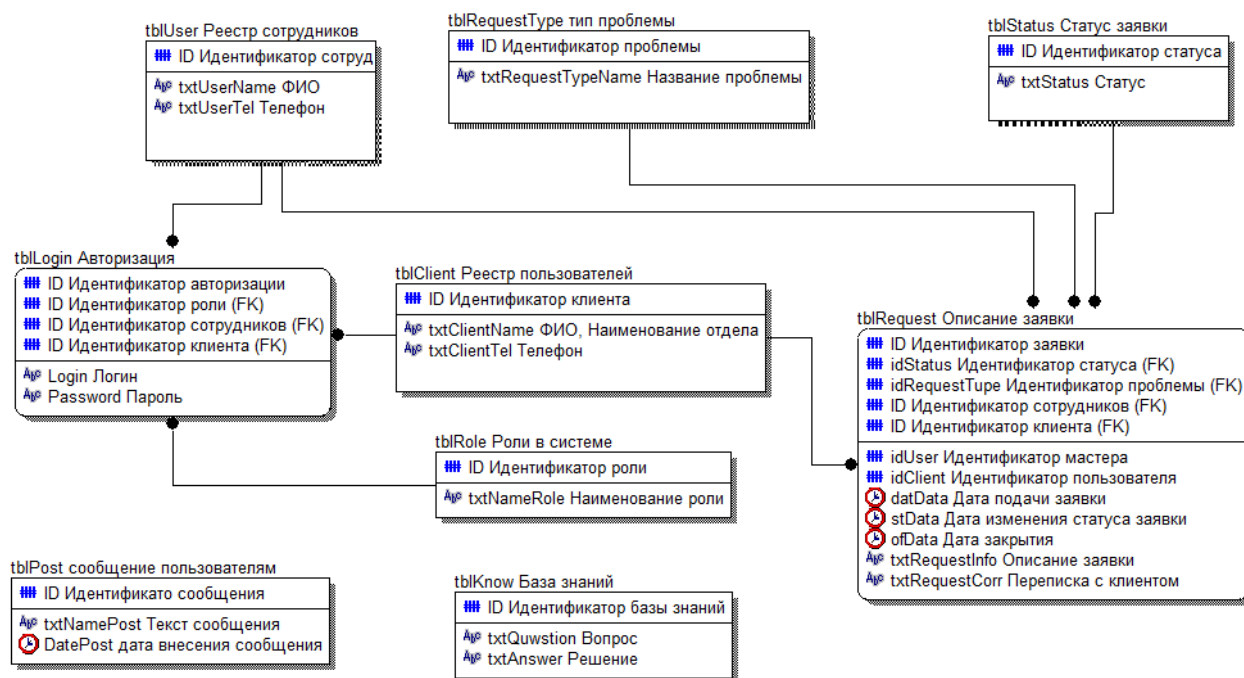 tblUser Реестр сотрудников
ID Идентификатор сотруд
txtUserName ФИО
txtUserTel Телефон
tblRequestType тип проблемы
ID Идентификатор проблемы
txtRequestTypeName Название проблемы
tblStatus Статус заявки
ID Идентификатор статуса
txtStatus Статус
tblLogin Авторизация
ID Идентификатор авторизации
ID Идентификатор роли (FK)
ID Идентификатор сотрудников (FK)
ID Идентификатор клиента (FK)
Login Логин
Password Пароль
tblClient Реестр пользователей
ID Идентификатор клиента
txtClientName ФИО, Наименование отдела
txtClientTel Телефон
tblRequest Описание заявки
ID Идентификатор заявки
idStatus Идентификатор статуса (FK)
idRequestTupe Идентификатор проблемы (FK)
ID Идентификатор сотрудников (FK)
ID Идентификатор клиента (FK)
idUser Идентификатор мастера
idClient Идентификатор пользователя
datData Дата подачи заявки
stData Дата изменения статуса заявки
ofData Дата закрытия
txtRequestInfo Описание заявки
txtRequestCorr Переписка с клиентом
tblRole Роли в системе
ID Идентификатор роли
txtNameRole Наименование роли
tblPost сообщение пользователям
ID Идентификато сообщения
txtNamePost Текст сообщения
DatePost дата внесения сообщения
tblKnow База знаний
ID Идентификатор базы знаний
txtQuwstion Вопрос
txtAnswer Решение